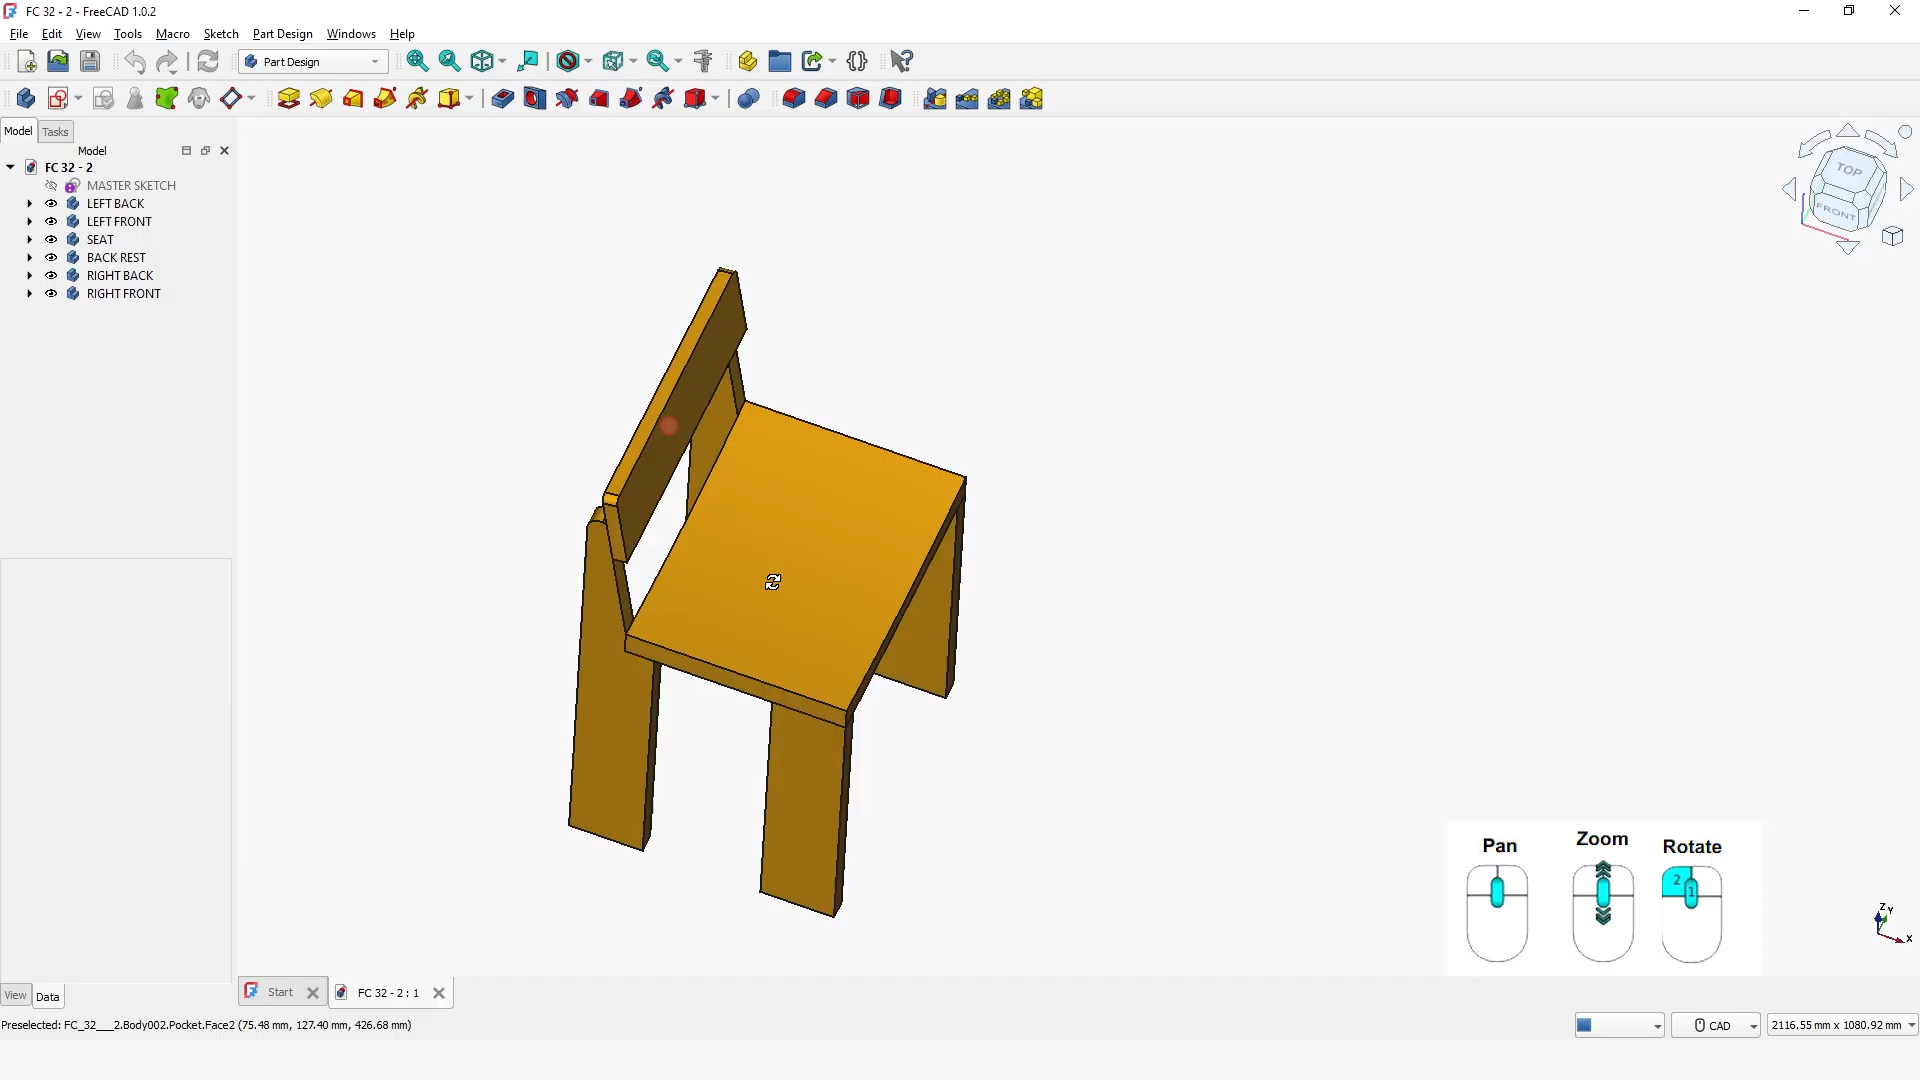 FC 32 - 2 - FreeCAD 1.0.2
File Edit View Tools Macro Sketch Part Design Windows Help
Part Design
Model Tasks
Model
FC 32 - 2
MASTER SKETCH
LEFT BACK
LEFT FRONT
SEAT
BACK REST
RIGHT BACK
RIGHT FRONT
TOP
FRONT
Pan Zoom Rotate
2
1
Z
Y
X
View Data
Start
FC 32 - 2 : 1
Preselected: FC_32___2.Body002.Pocket.Face2 (75.48 mm, 127.40 mm, 426.68 mm)
CAD
2116.55 mm x 1080.92 mm